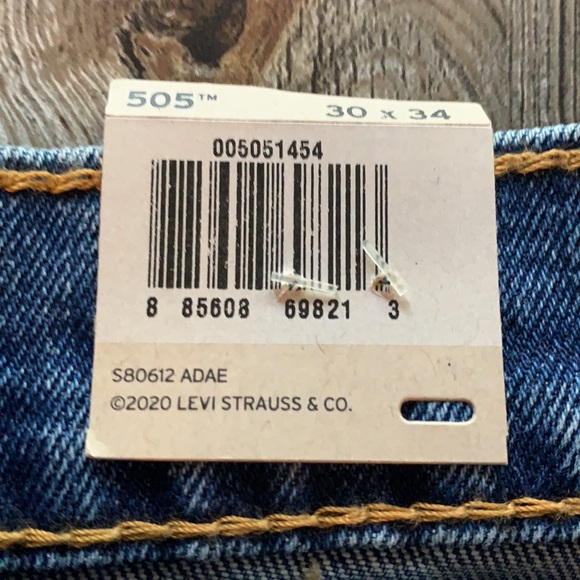 505™ 30 x 34
005051454
8 85608 69821 3
S80612 ADAE
©2020 LEVI STRAUSS & CO.